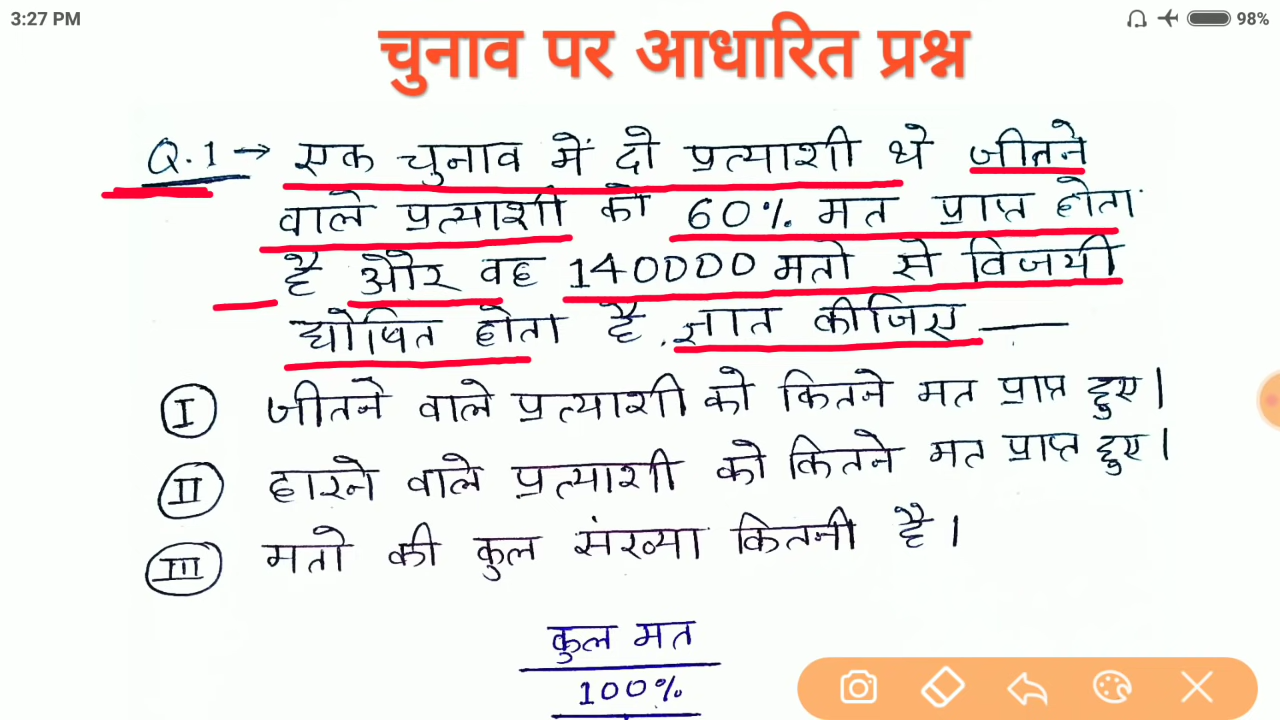 3:27 PM
98%
चुनाव पर आधारित प्रश्न
Q.1 → एक चुनाव में दो प्रत्याशी थे जीतने
वाले प्रत्याशी को 60% मत प्राप्त होता
है और वह 140000 मतो से विजयी
घोषित होता है . ज्ञात कीजिए —
I जीतने वाले प्रत्याशी को कितने मत प्राप्त हुए।
II हारने वाले प्रत्याशी को कितने मत प्राप्त हुए।
III मतो की कुल संख्या कितनी है।
कुल मत
100%